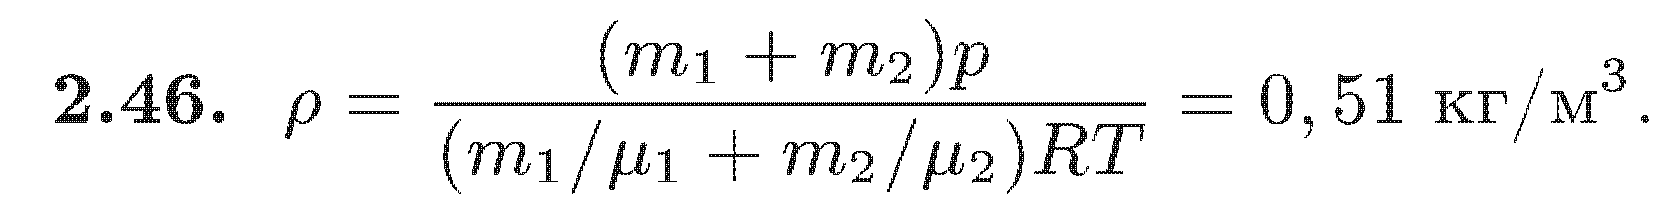 2.46. ρ = (m₁ + m₂)p / (m₁/μ₁ + m₂/μ₂)RT = 0,51 кг/м³.